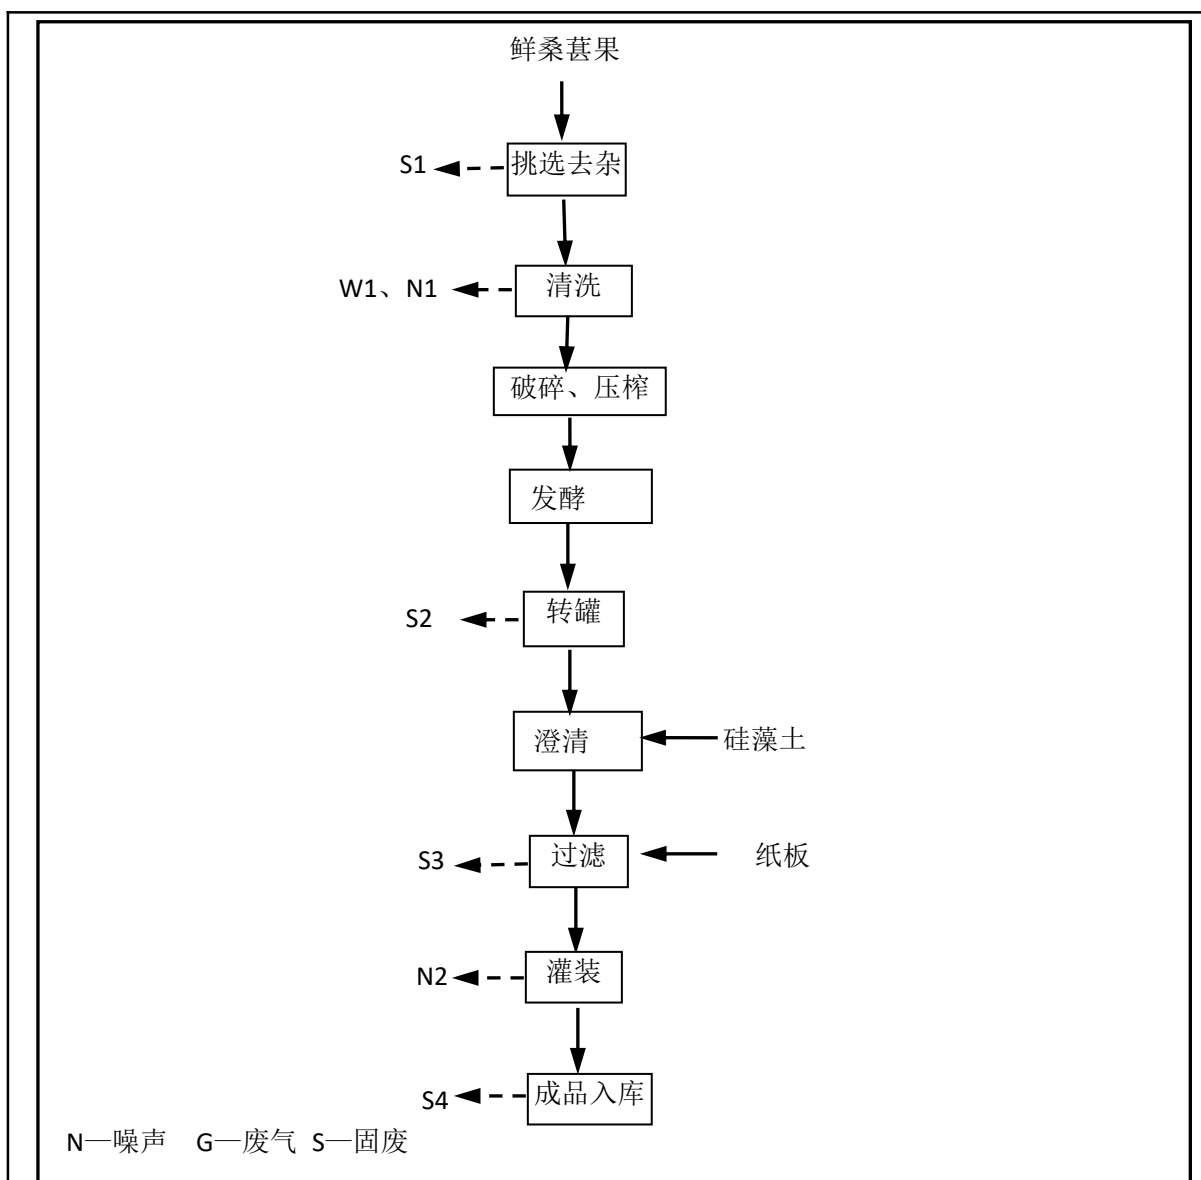 鲜桑葚果
S1
挑选去杂
W1、N1
清洗
破碎、压榨
发酵
S2
转罐
澄清
硅藻土
S3
过滤
纸板
N2
灌装
S4
成品入库
N—噪声 G—废气 S—固废